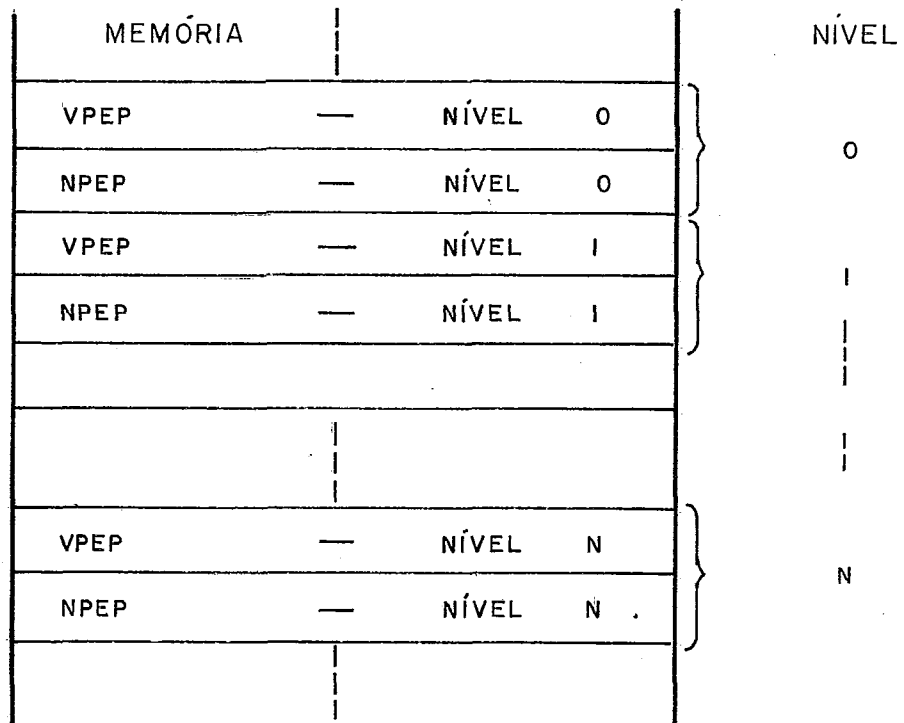 MEMÓRIA NÍVEL
VPEP — NÍVEL 0
0
NPEP — NÍVEL 0
VPEP — NÍVEL 1
1
NPEP — NÍVEL 1
VPEP — NÍVEL N
N
NPEP — NÍVEL N .